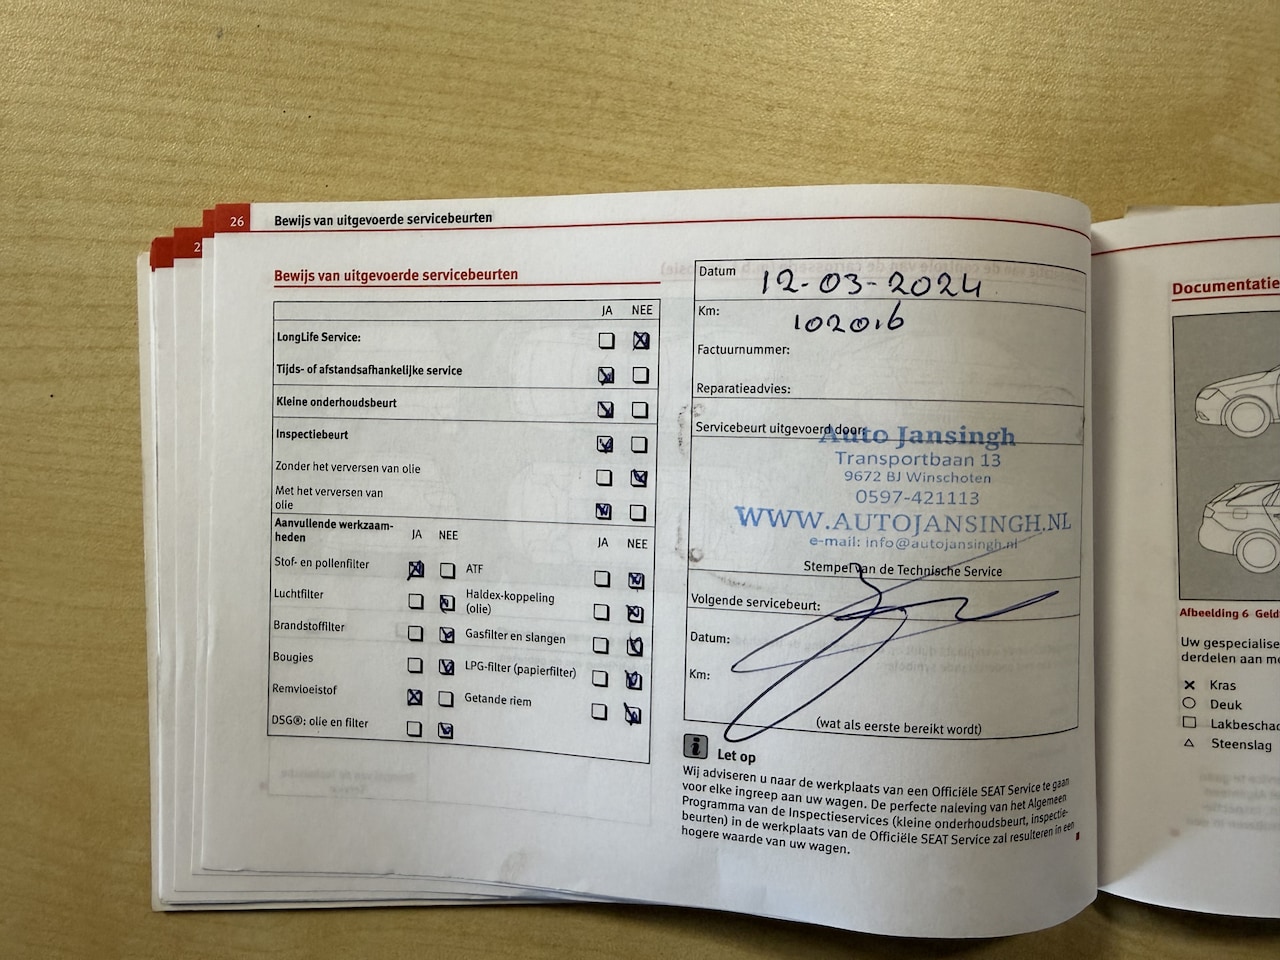 26 Bewijs van uitgevoerde servicebeurten
2
Bewijs van uitgevoerde servicebeurten
JA NEE
LongLife Service:
Tijds- of afstandsafhankelijke service
Kleine onderhoudsbeurt
Inspectiebeurt
Zonder het verversen van olie
Met het verversen van
olie
Aanvullende werkzaam-
heden
JA NEE
JA NEE
Stof- en pollenfilter
ATF
Luchtfilter
Haldex-koppeling
(olie)
Brandstoffilter
Gasfilter en slangen
Bougies
LPG-filter (papierfilter)
Remvloeistof
Getande riem
DSG®: olie en filter
Datum 12-03-2024
Km: 102016
Factuurnummer:
Reparatieadvies:
Servicebeurt uitgevoerd door:
Auto Jansingh
Transportbaan 13
9672 BJ Winschoten
0597-421113
WWW.AUTOJANSINGH.NL
e-mail: info@autojansingh.nl
Stempel van de Technische Service
Volgende servicebeurt:
Datum:
Km:
(wat als eerste bereikt wordt)
i Let op
Wij adviseren u naar de werkplaats van een Officiële SEAT Service te gaan
voor elke ingreep aan uw wagen. De perfecte naleving van het Algemeen
Programma van de Inspectieservices (kleine onderhoudsbeurt, inspectie-
beurten) in de werkplaats van de Officiële SEAT Service zal resulteren in een
hogere waarde van uw wagen.
Documentatie
Afbeelding 6 Geld
Uw gespecialise
derdelen aan me
Kras
Deuk
Lakbeschad
Steenslag